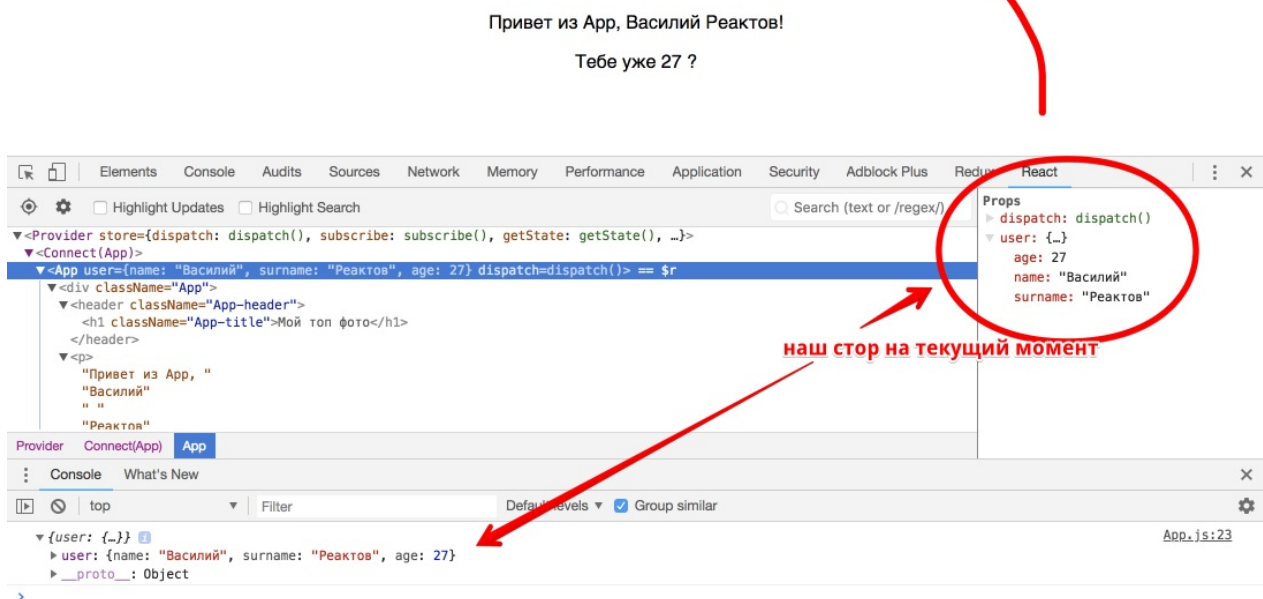 Привет из App, Василий Реактов!
Тебе уже 27 ?
Elements Console Audits Sources Network Memory Performance Application Security Adblock Plus Redux React
Highlight Updates Highlight Search Search (text or /regex/)
Props
▶ dispatch: dispatch()
▼ user: {…}
age: 27
name: "Василий"
surname: "Реактов"
▼<Provider store={dispatch: dispatch(), subscribe: subscribe(), getState: getState(), …}>
▼<Connect(App)>
▼<App user={name: "Василий", surname: "Реактов", age: 27} dispatch=dispatch()> == $r
▼<div className="App">
▼<header className="App-header">
<h1 className="App-title">Мой топ фото</h1>
</header>
▼<p>
"Привет из App, "
"Василий"
" "
"Реактов"
наш стор на текущий момент
Provider Connect(App) App
Console What's New
top ▼ Filter Default levels ▼ Group similar
▼{user: {…}} App.js:23
▶ user: {name: "Василий", surname: "Реактов", age: 27}
▶ __proto__: Object